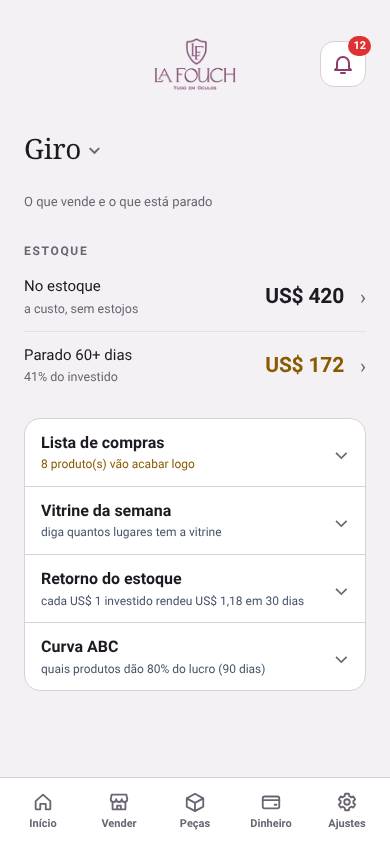 LF
LA FOUCH
Tudo em Óculos
12
Giro
O que vende e o que está parado
ESTOQUE
No estoque
a custo, sem estojos
US$ 420
Parado 60+ dias
41% do investido
US$ 172
Lista de compras
8 produto(s) vão acabar logo
Vitrine da semana
diga quantos lugares tem a vitrine
Retorno do estoque
cada US$ 1 investido rendeu US$ 1,18 em 30 dias
Curva ABC
quais produtos dão 80% do lucro (90 dias)
Início
Vender
Peças
Dinheiro
Ajustes